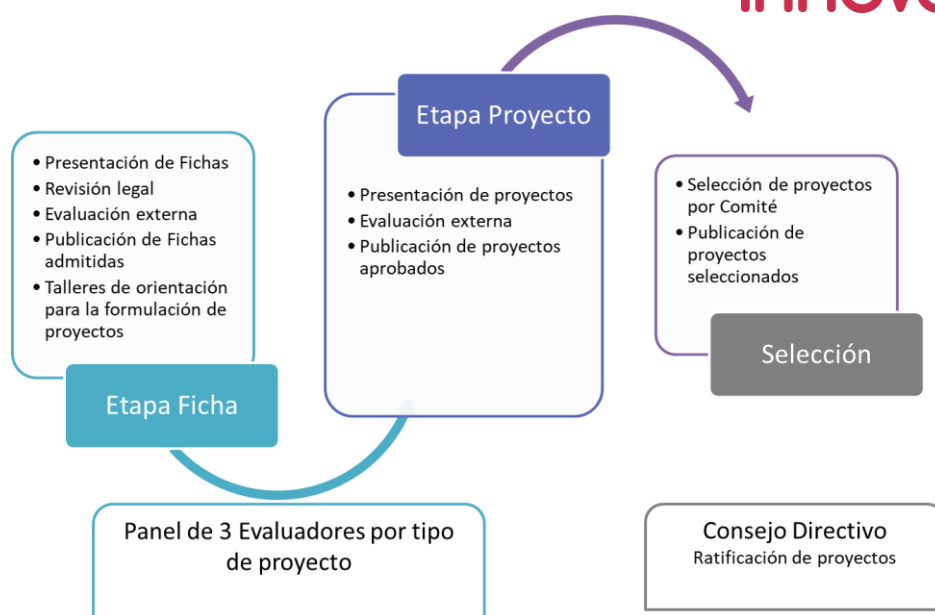 Etapa Proyecto
• Presentación de Fichas
• Revisión legal
• Evaluación externa
• Publicación de Fichas
admitidas
• Talleres de orientación
para la formulación de
proyectos
Etapa Ficha
• Presentación de proyectos
• Evaluación externa
• Publicación de proyectos
aprobados
• Selección de proyectos
por Comité
• Publicación de
proyectos
seleccionados
Selección
Panel de 3 Evaluadores por tipo
de proyecto
Consejo Directivo
Ratificación de proyectos